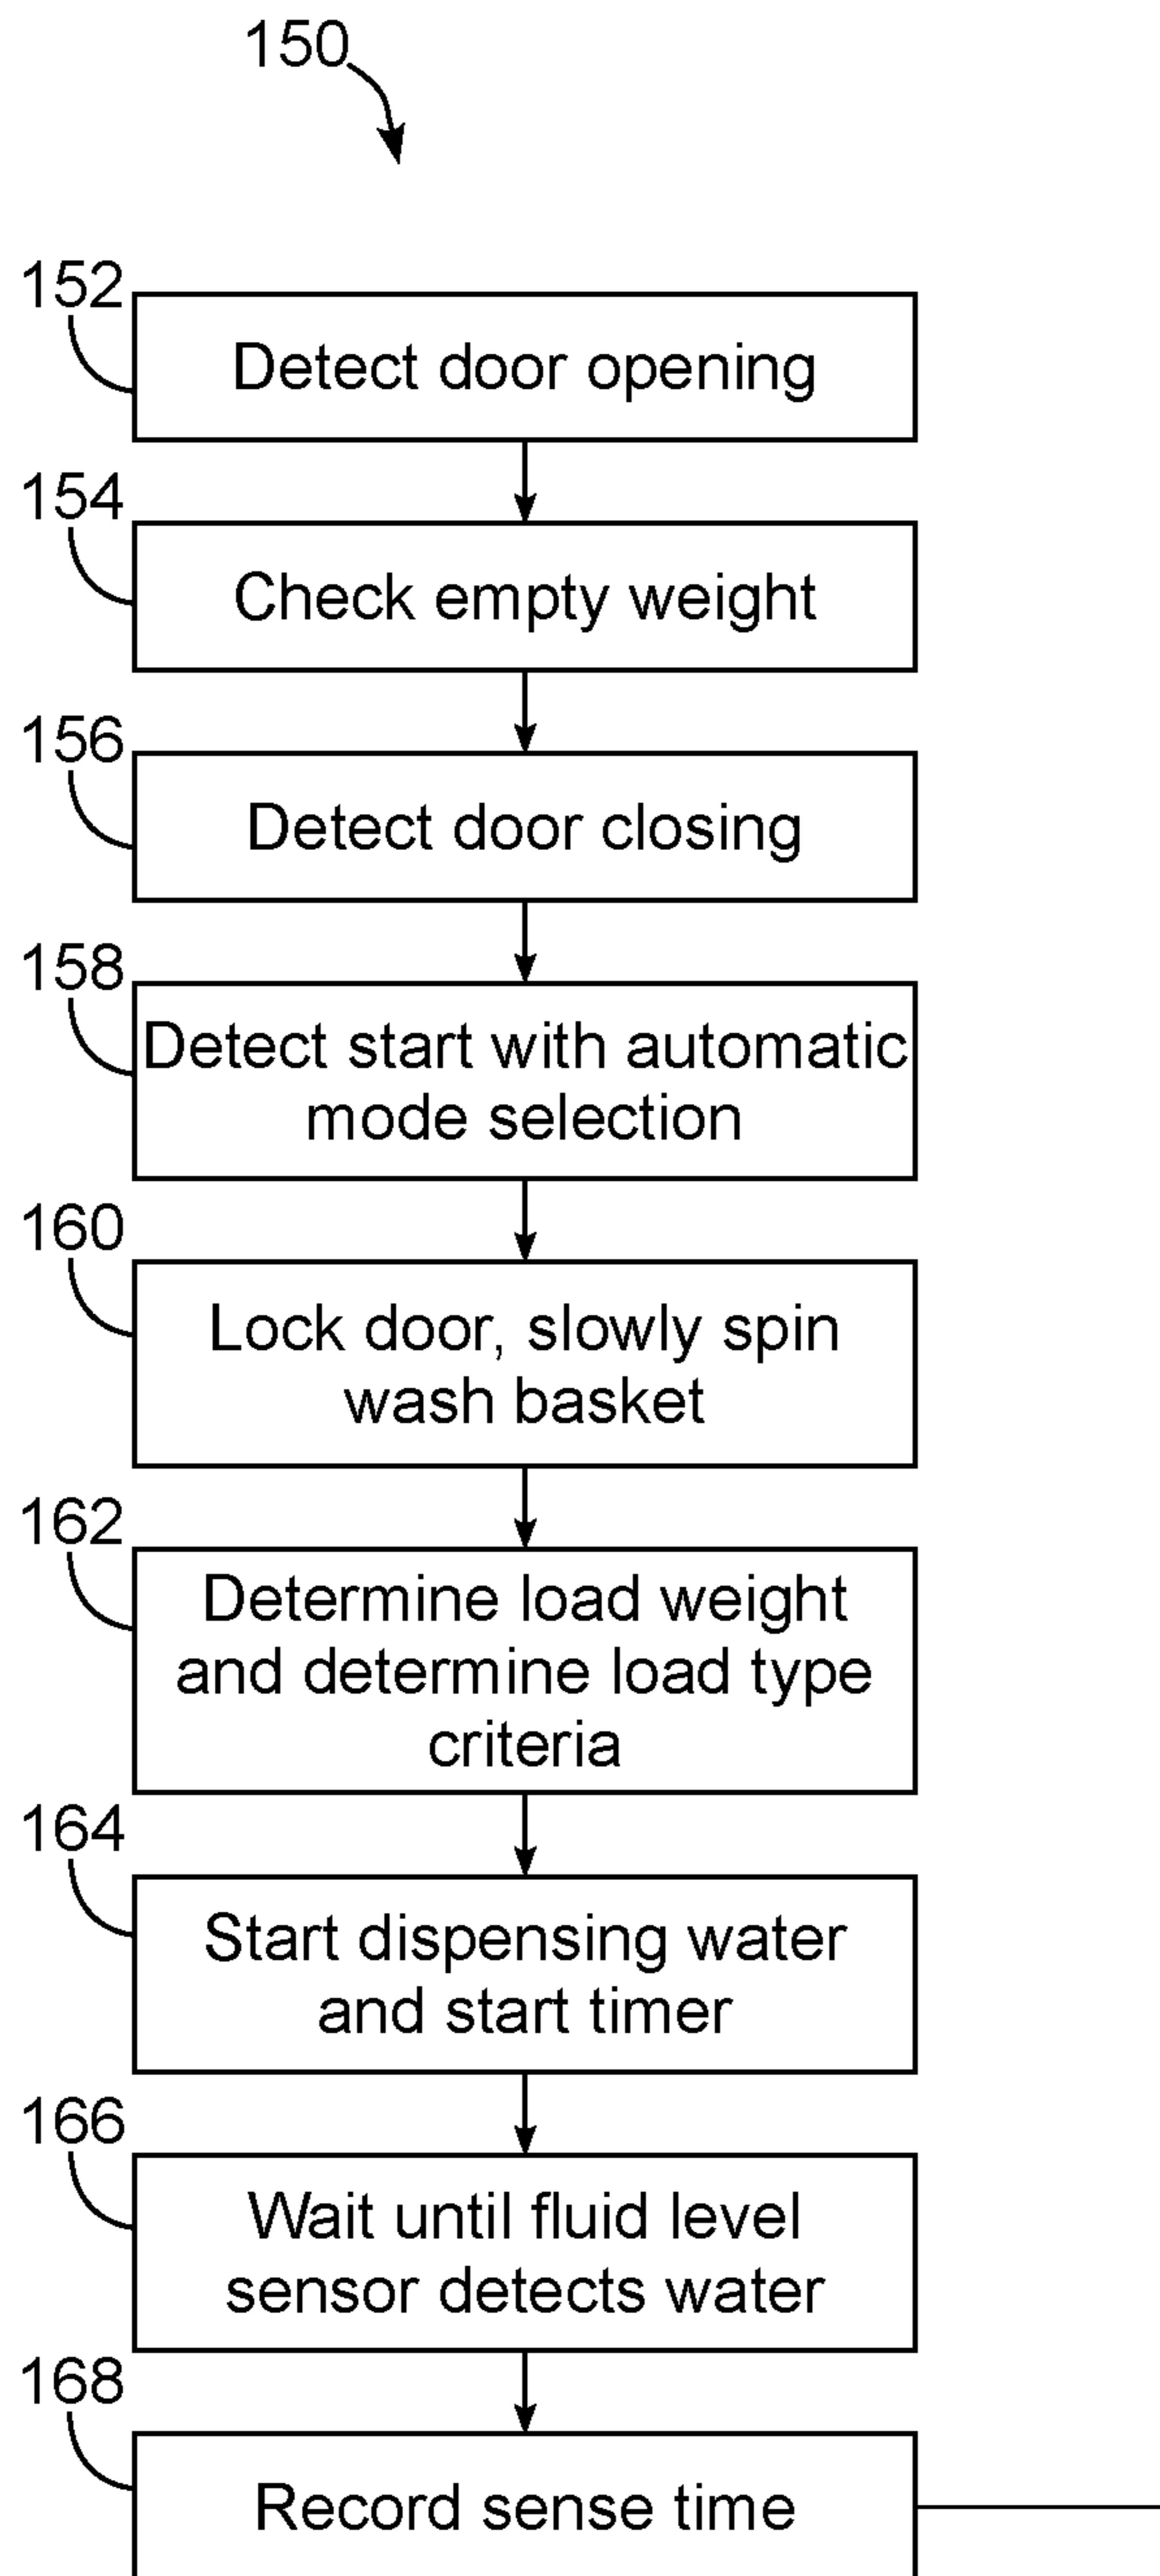 150
152
Detect door opening
154
Check empty weight
156
Detect door closing
158
Detect start with automatic
mode selection
160
Lock door, slowly spin
wash basket
162
Determine load weight
and determine load type
criteria
164
Start dispensing water
and start timer
166
Wait until fluid level
sensor detects water
168
Record sense time